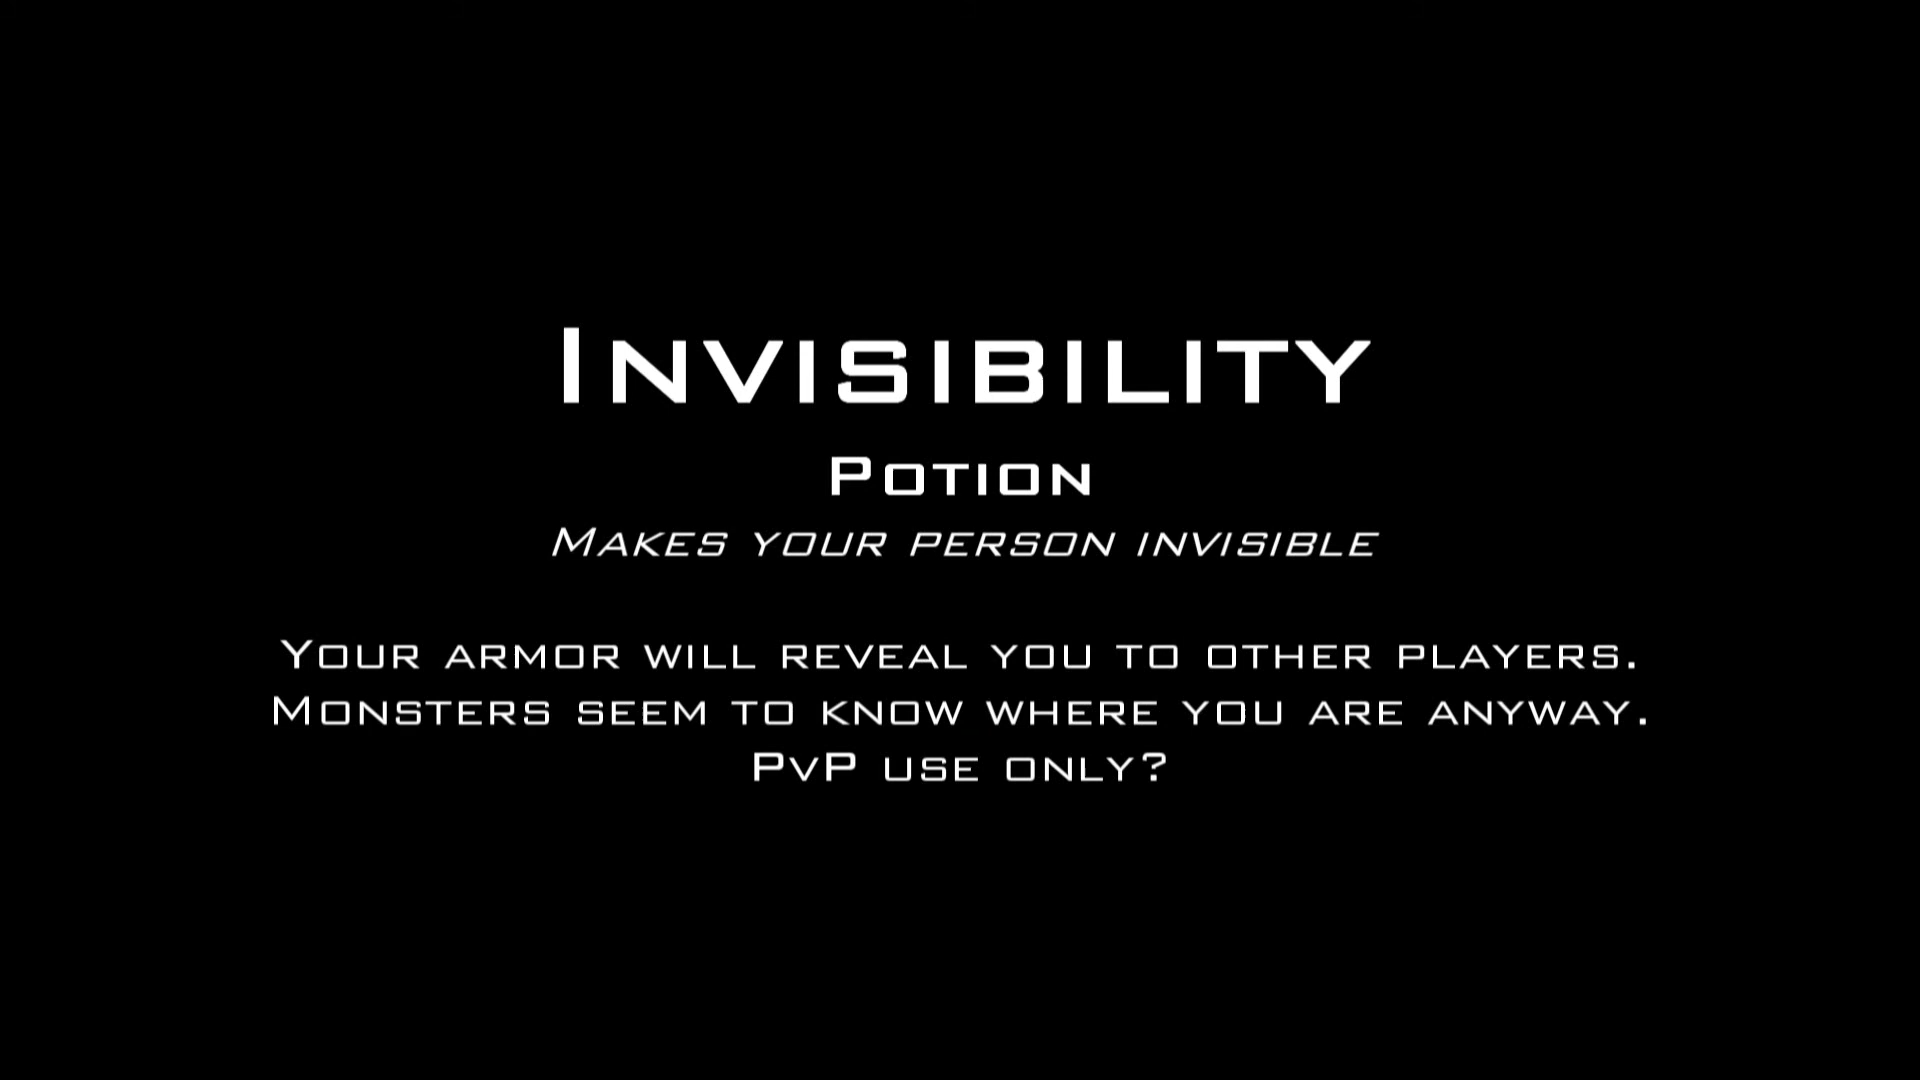 Invisibility
Potion
Makes your person invisible
Your armor will reveal you to other players.
Monsters seem to know where you are anyway.
PvP use only?